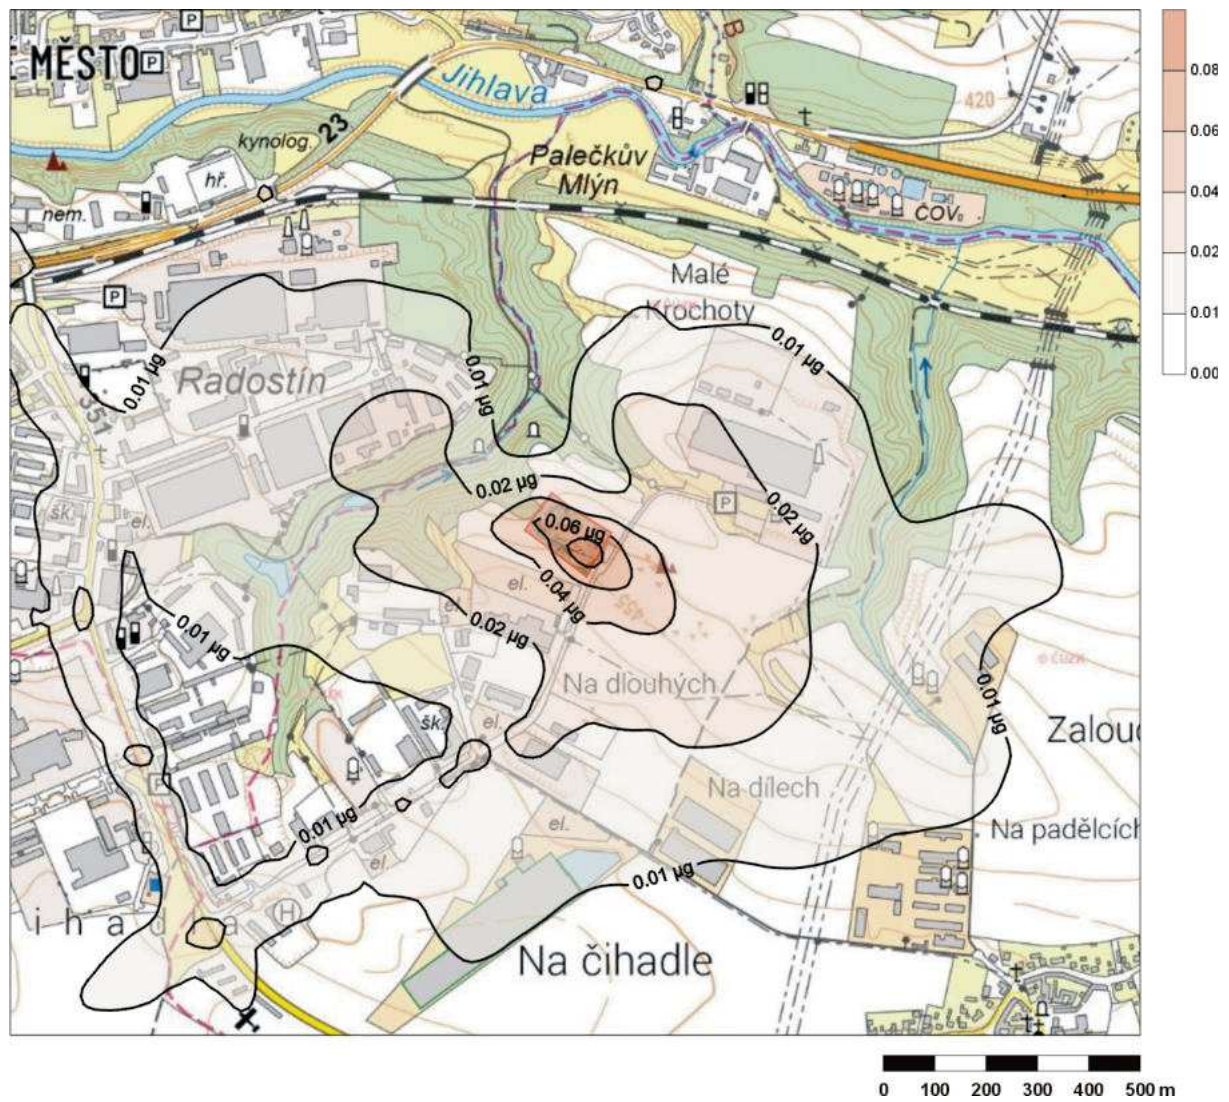 P
E MĚSTO P
Jihlava
B
420
kynolog.
23
Palečkův
Mlýn
hř.
nem.
ČOV.
P
Malé
Krochoty
0.01 µg
0.01 µg
0.01 µg
Radostín
351
0.02 µg
0.02 µg
P
šk.
el.
0.06 µg
el.
0.04 µg
455
el.
0.02 µg
0.01 µg
© ČÚZK
Na dlouhých
0.01 µg
šk.
el.
Zalouč
P
Na dílech
0.01 µg
el.
Na padělcích
el.
0.01 µg
i h a d l a
H
Na čihadle
0.08
0.06
0.04
0.02
0.01
0.00
0 100 200 300 400 500 m